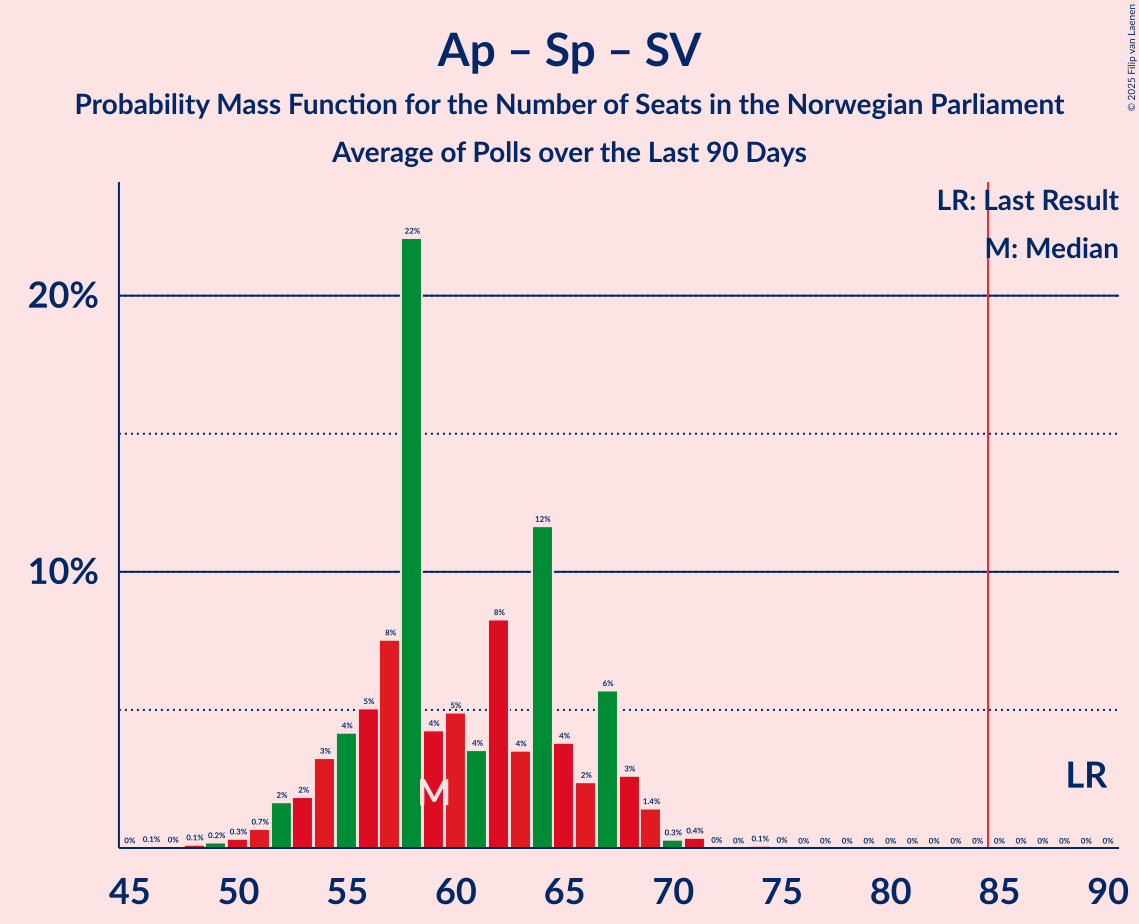 Ap – Sp – SV
Probability Mass Function for the Number of Seats in the Norwegian Parliament
Average of Polls over the Last 90 Days
© 2025 Filip van Laenen
LR: Last Result
M: Median
20%
10%
0% 0.1% 0% 0.1% 0.2% 0.3% 0.7% 2% 2% 3% 4% 5% 8% 22% 4% 5% 4% 8% 4% 12% 4% 2% 6% 3% 1.4% 0.3% 0.4% 0% 0% 0.1% 0% 0% 0% 0% 0% 0% 0% 0% 0% 0% 0% 0% 0% 0% 0% 0%
M
LR
45 50 55 60 65 70 75 80 85 90